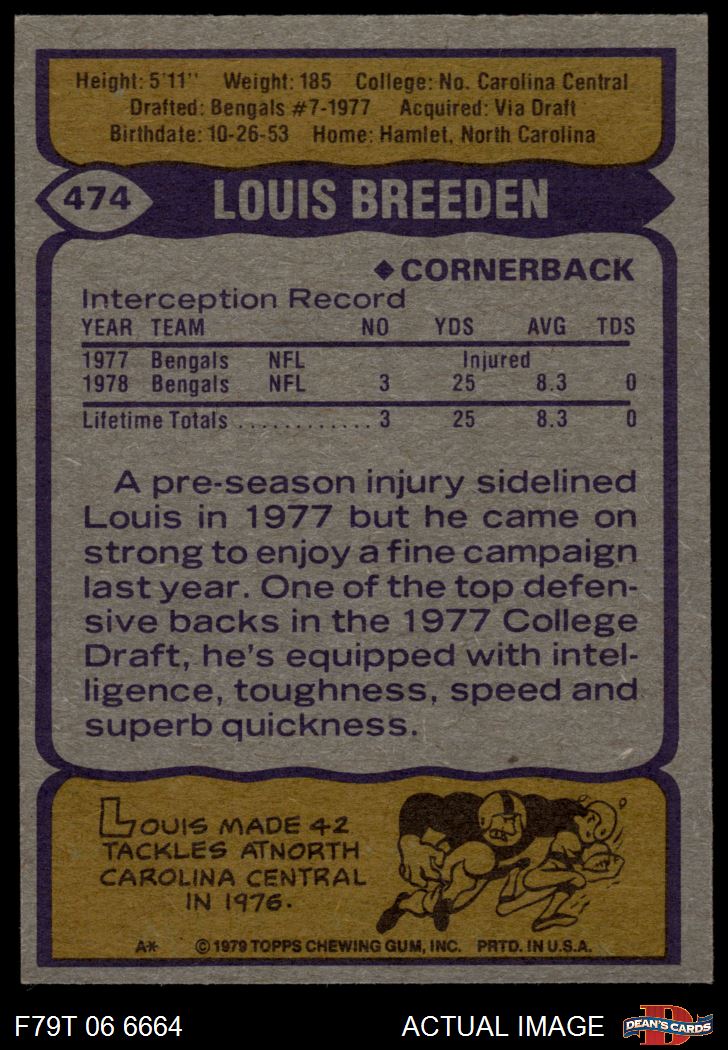 Height: 5'11" Weight: 185 College: No. Carolina Central
Drafted: Bengals #7-1977 Acquired: Via Draft
Birthdate: 10-26-53 Home: Hamlet, North Carolina
474 LOUIS BREEDEN
◆ CORNERBACK
Interception Record
YEAR TEAM NO YDS AVG TDS
1977 Bengals NFL Injured
1978 Bengals NFL 3 25 8.3 0
Lifetime Totals . . . . . . . . . . . . 3 25 8.3 0
A pre-season injury sidelined
Louis in 1977 but he came on
strong to enjoy a fine campaign
last year. One of the top defen-
sive backs in the 1977 College
Draft, he's equipped with intel-
ligence, toughness, speed and
superb quickness.
LOUIS MADE 42
TACKLES AT NORTH
CAROLINA CENTRAL
IN 1976.
A* © 1979 TOPPS CHEWING GUM, INC. PRTD. IN U.S.A.
F79T 06 6664 ACTUAL IMAGE D DEAN'S CARDS